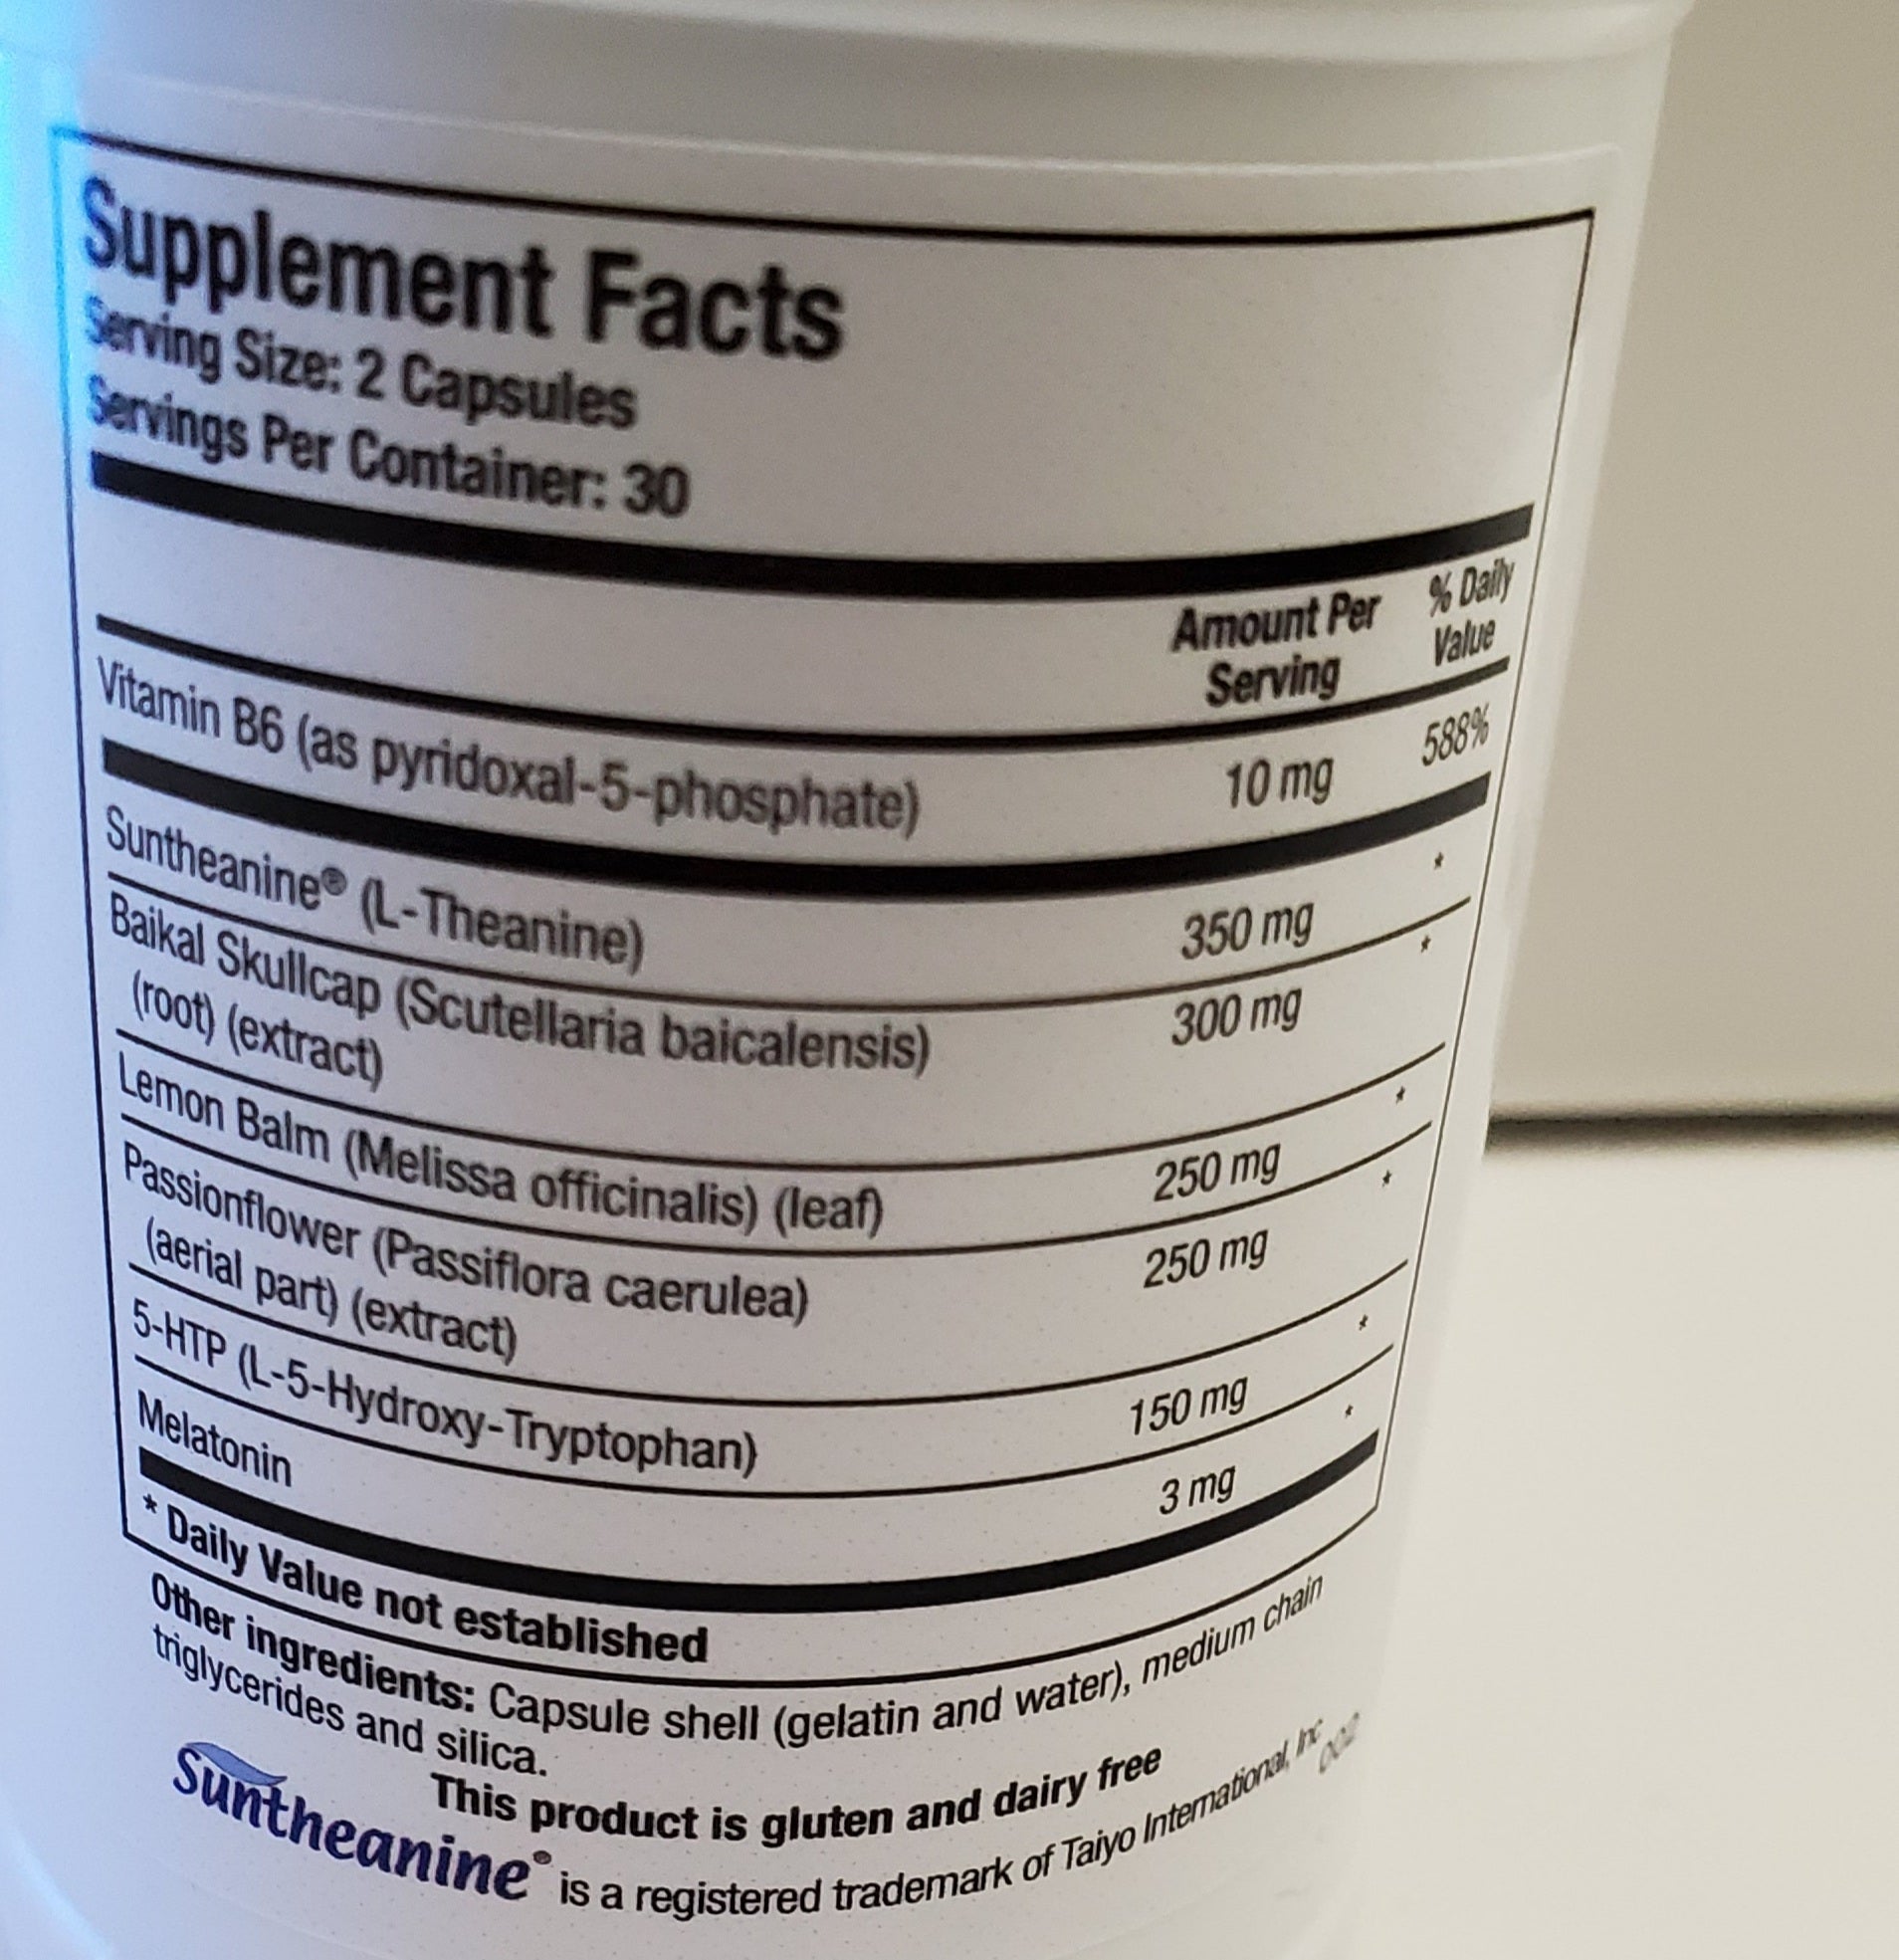 Supplement Facts
Serving Size: 2 Capsules
Servings Per Container: 30
Amount Per Serving % Daily Value
Vitamin B6 (as pyridoxal-5-phosphate) 10 mg 588%
Suntheanine® (L-Theanine) 350 mg *
Baikal Skullcap (Scutellaria baicalensis) 300 mg *
(root) (extract)
Lemon Balm (Melissa officinalis) (leaf) 250 mg *
Passionflower (Passiflora caerulea) 250 mg *
(aerial part) (extract)
5-HTP (L-5-Hydroxy-Tryptophan) 150 mg *
Melatonin 3 mg *
* Daily Value not established
Other ingredients: Capsule shell (gelatin and water), medium chain
triglycerides and silica.
This product is gluten and dairy free
Suntheanine® is a registered trademark of Taiyo International, Inc